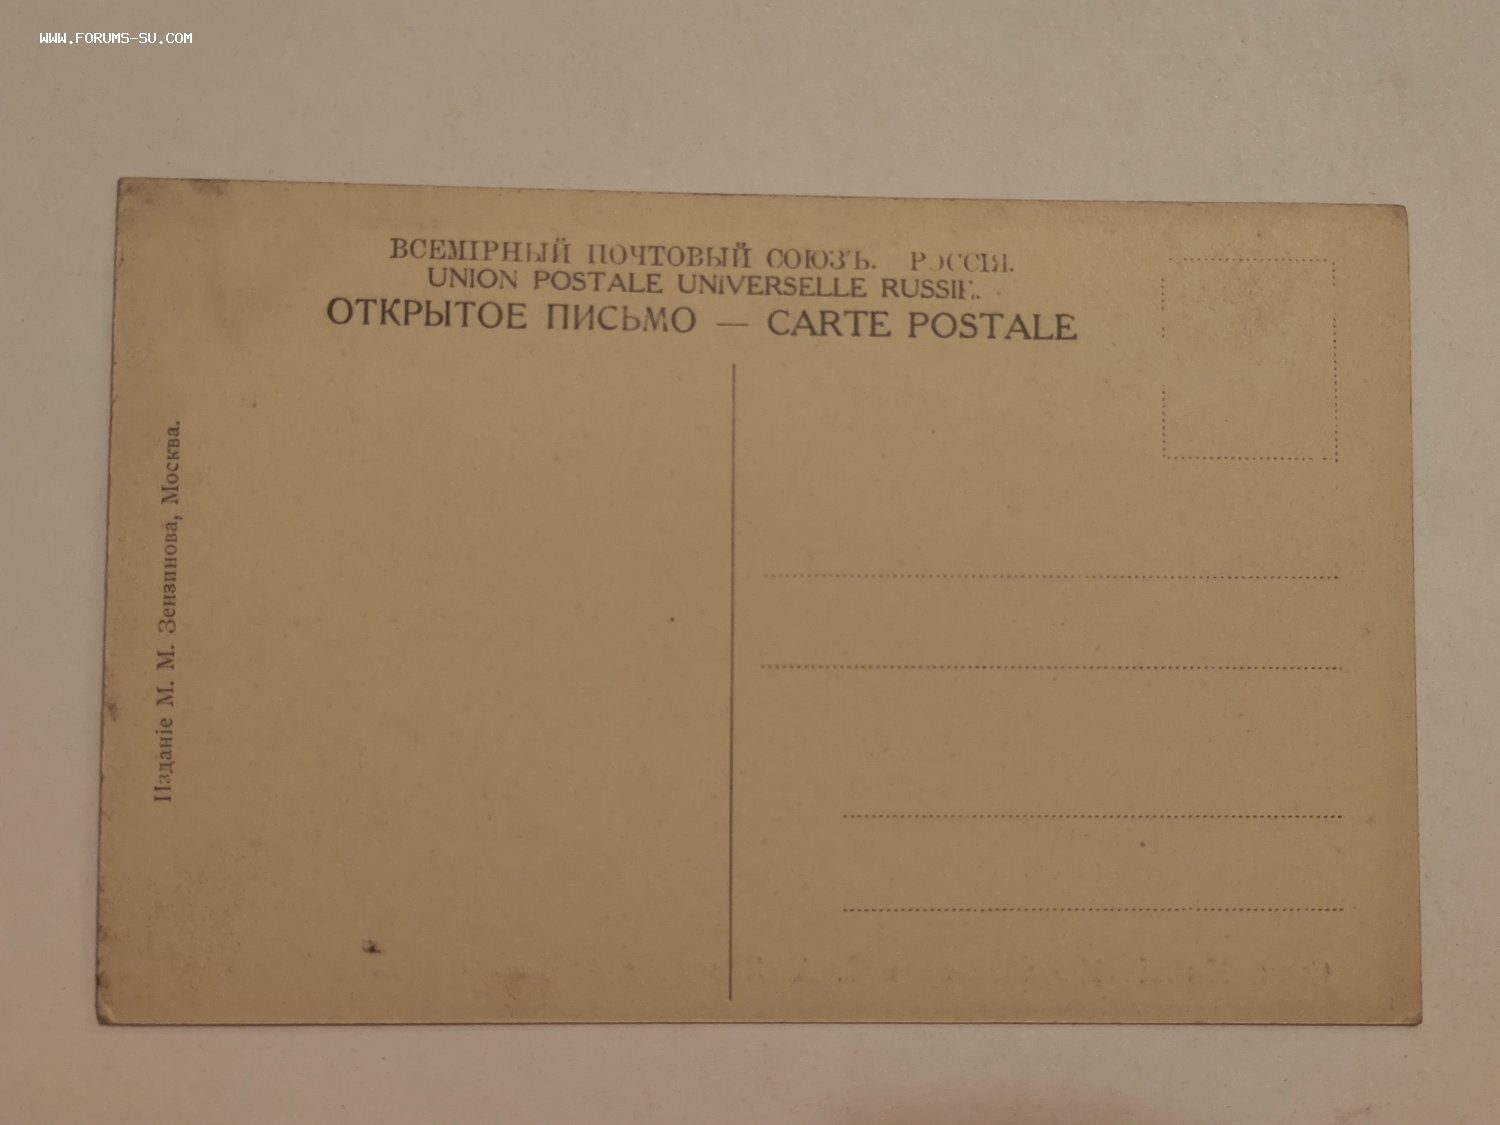 WWW.FORUMS-SU.COM
ВСЕМІРНЫЙ ПОЧТОВЫЙ СОЮЗЪ. РОССІЯ.
UNION POSTALE UNIVERSELLE RUSSIE.
ОТКРЫТОЕ ПИСЬМО — CARTE POSTALE
Изданіе М. М. Зензинова, Москва.